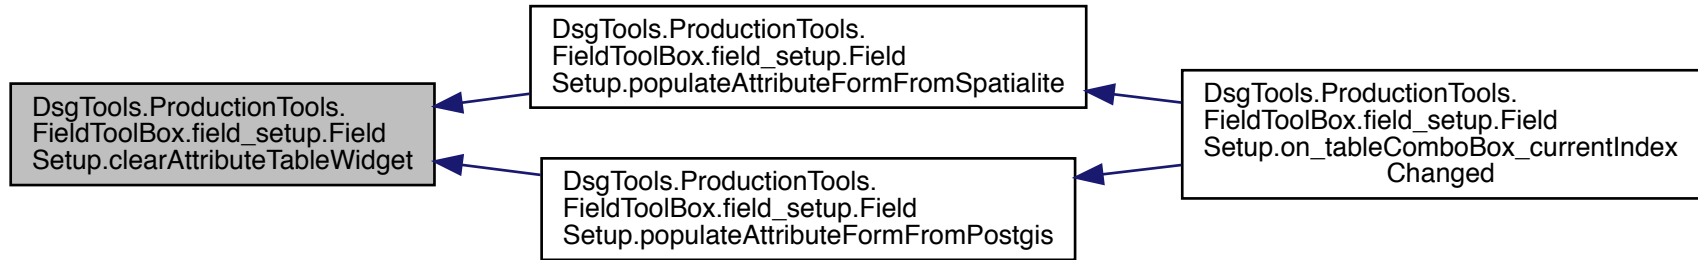 DsgTools.ProductionTools.
FieldToolBox.field_setup.Field
Setup.clearAttributeTableWidget
DsgTools.ProductionTools.
FieldToolBox.field_setup.Field
Setup.populateAttributeFormFromSpatialite
DsgTools.ProductionTools.
FieldToolBox.field_setup.Field
Setup.populateAttributeFormFromPostgis
DsgTools.ProductionTools.
FieldToolBox.field_setup.Field
Setup.on_tableComboBox_currentIndex
Changed